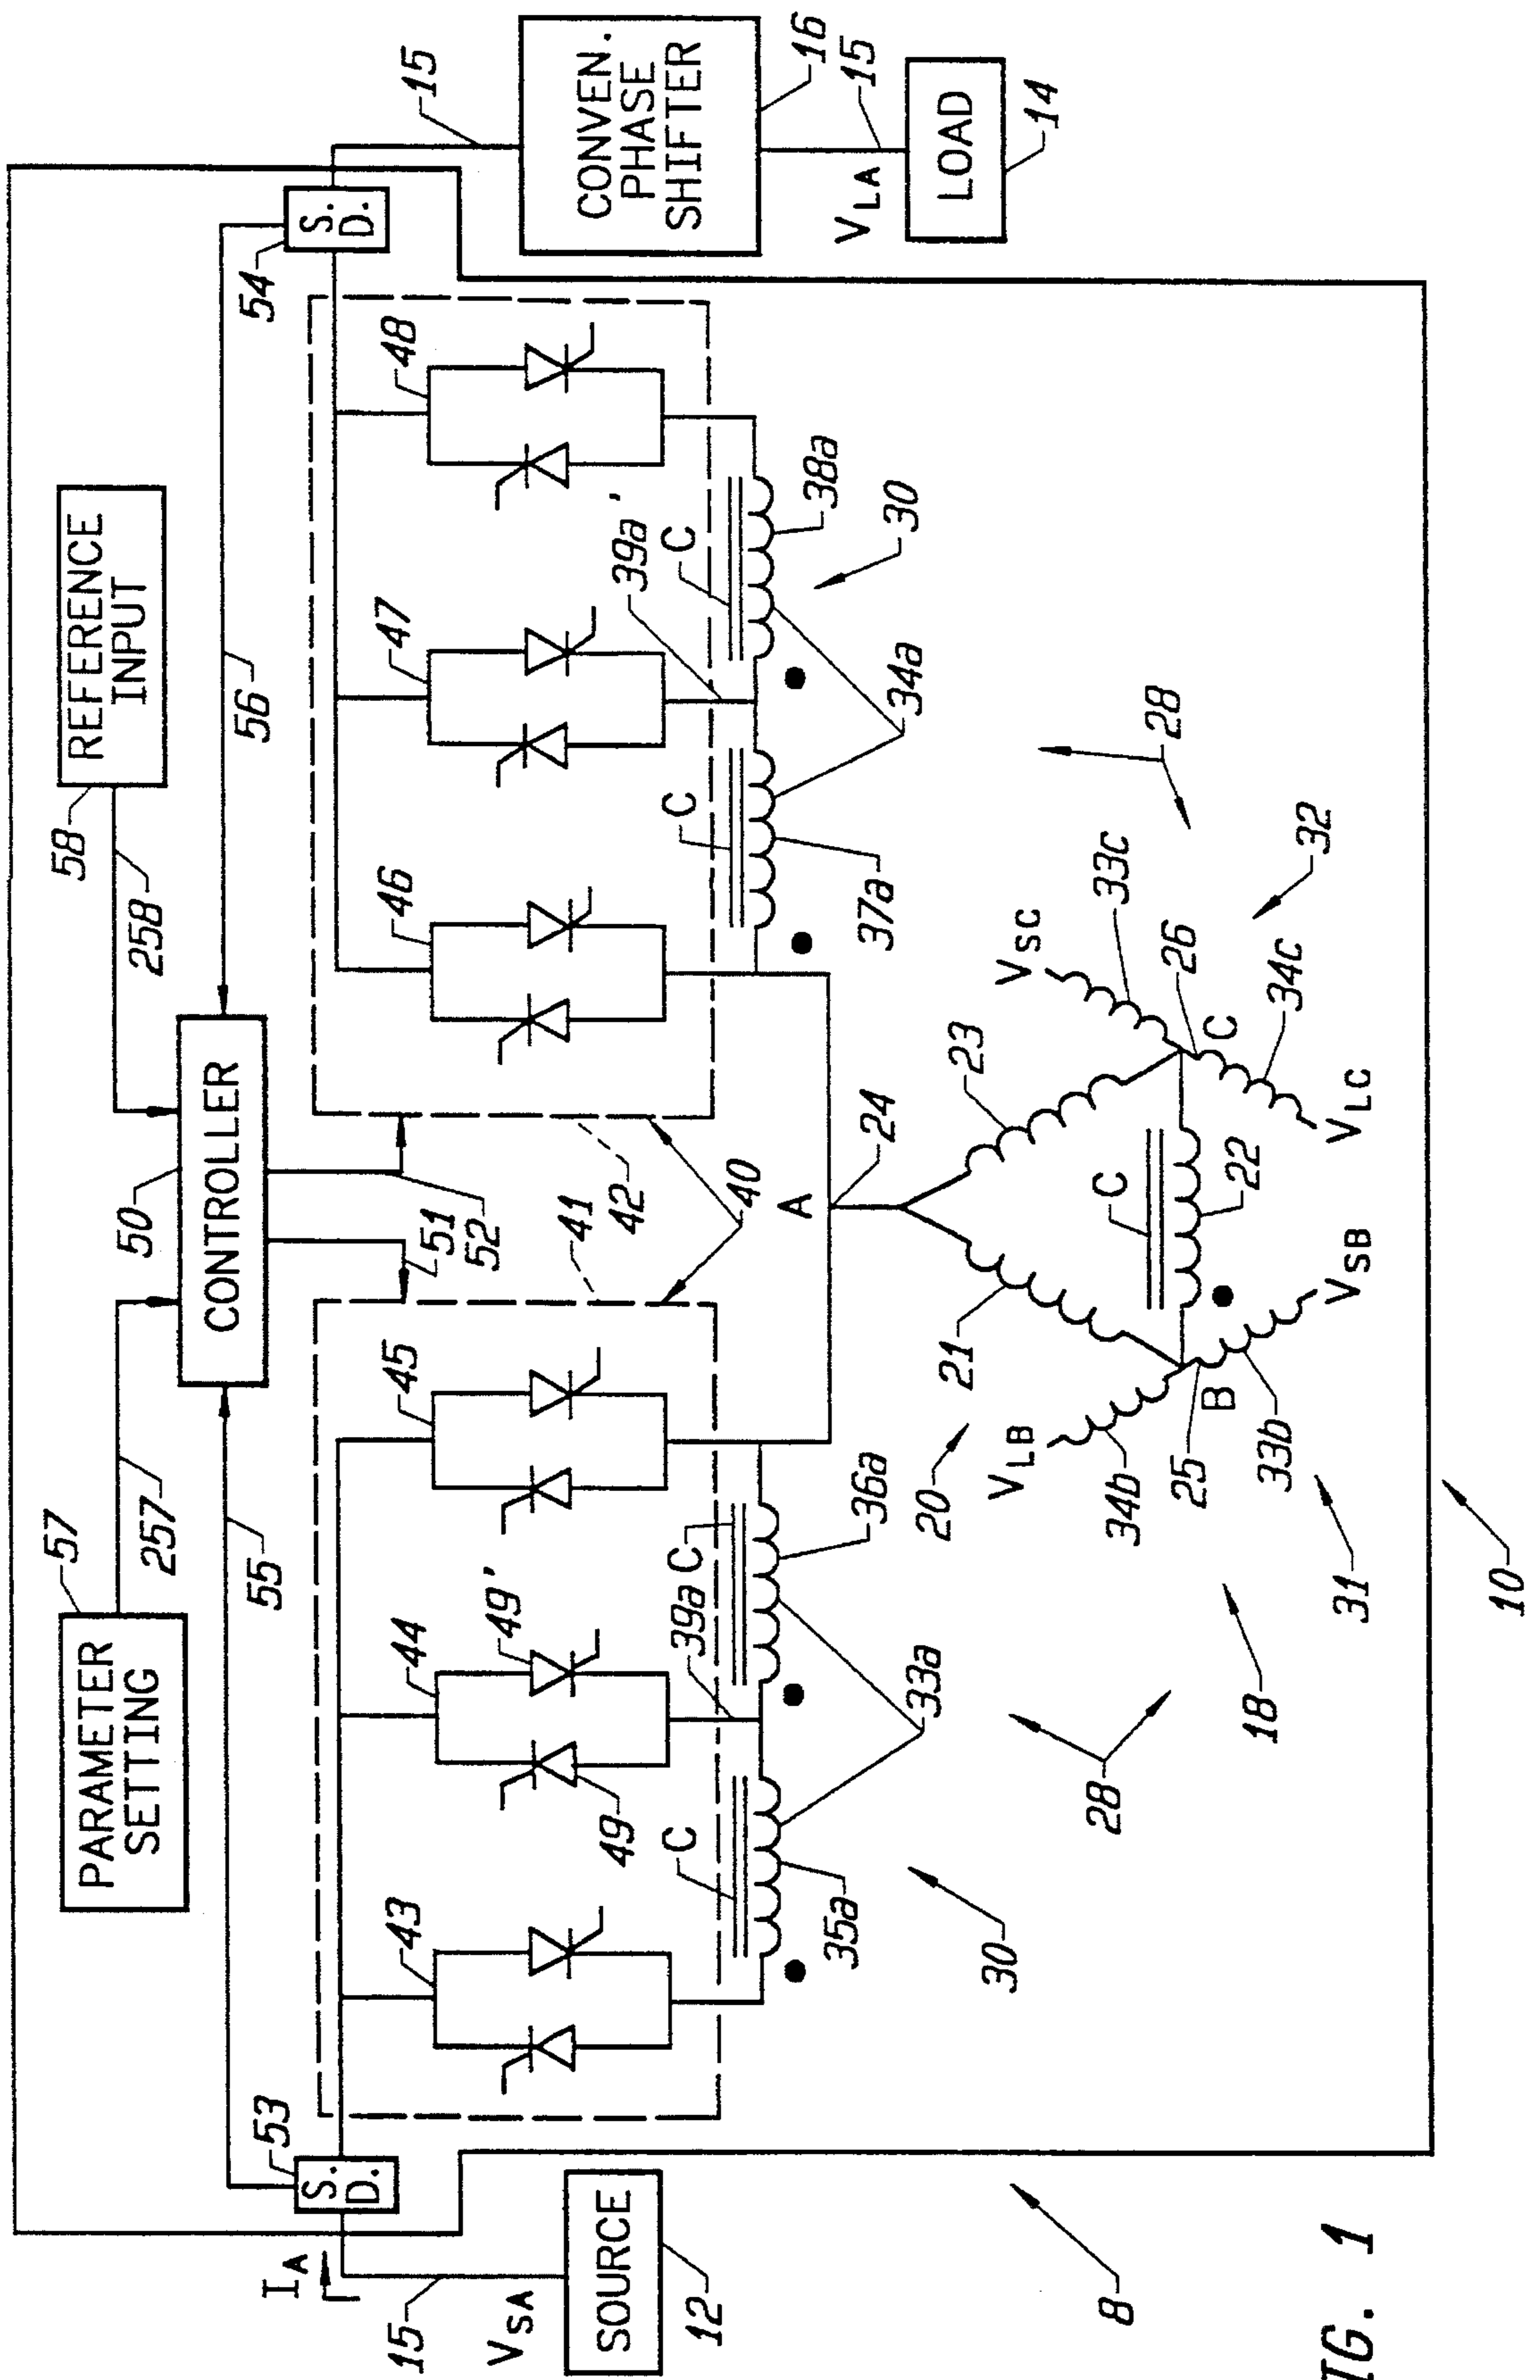 PARAMETER
SETTING
57
257
REFERENCE
INPUT
58
258
CONTROLLER
50
55
56
51
52
S.
D.
53
S.
D.
54
I_A
15
V_SA
SOURCE
12
15
CONVEN.
PHASE
SHIFTER
16
15
V_LA
LOAD
14
43
44
45
49
49'
41
42
40
46
47
48
C
39a
C
35a
33a
36a
30
C
39a'
C
37a
34a
38a
30
A
24
20
21
23
C
22
V_LB
34b
25
B
33b
V_SB
V_SC
33c
26
C
34c
V_LC
28
28
18
31
32
8
10
IG. 1